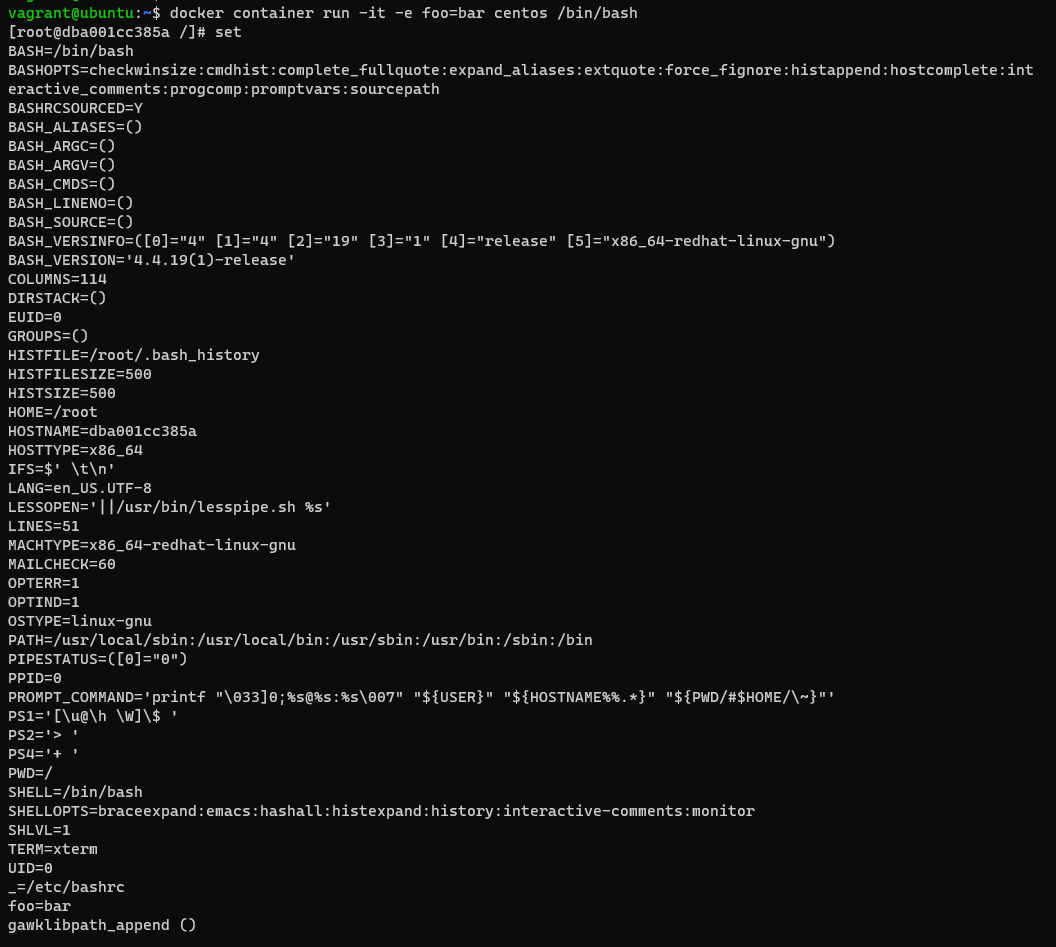 vagrant@ubuntu:~$ docker container run -it -e foo=bar centos /bin/bash
[root@dba001cc385a /]# set
BASH=/bin/bash
BASHOPTS=checkwinsize:cmdhist:complete_fullquote:expand_aliases:extquote:force_fignore:histappend:hostcomplete:int
eractive_comments:progcomp:promptvars:sourcepath
BASHRCSOURCED=Y
BASH_ALIASES=()
BASH_ARGC=()
BASH_ARGV=()
BASH_CMDS=()
BASH_LINENO=()
BASH_SOURCE=()
BASH_VERSINFO=([0]="4" [1]="4" [2]="19" [3]="1" [4]="release" [5]="x86_64-redhat-linux-gnu")
BASH_VERSION='4.4.19(1)-release'
COLUMNS=114
DIRSTACK=()
EUID=0
GROUPS=()
HISTFILE=/root/.bash_history
HISTFILESIZE=500
HISTSIZE=500
HOME=/root
HOSTNAME=dba001cc385a
HOSTTYPE=x86_64
IFS=$' \t\n'
LANG=en_US.UTF-8
LESSOPEN='||/usr/bin/lesspipe.sh %s'
LINES=51
MACHTYPE=x86_64-redhat-linux-gnu
MAILCHECK=60
OPTERR=1
OPTIND=1
OSTYPE=linux-gnu
PATH=/usr/local/sbin:/usr/local/bin:/usr/sbin:/usr/bin:/sbin:/bin
PIPESTATUS=([0]="0")
PPID=0
PROMPT_COMMAND='printf "\033]0;%s@%s:%s\007" "${USER}" "${HOSTNAME%%.*}" "${PWD/#$HOME/\~}"'
PS1='[\u@\h \W]\$ '
PS2='> '
PS4='+ '
PWD=/
SHELL=/bin/bash
SHELLOPTS=braceexpand:emacs:hashall:histexpand:history:interactive-comments:monitor
SHLVL=1
TERM=xterm
UID=0
_=/etc/bashrc
foo=bar
gawklibpath_append ()